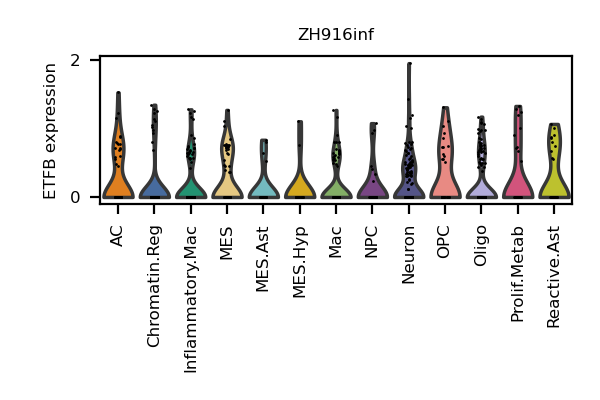 ZH916inf
ETFB expression
2
0
AC
Chromatin.Reg
Inflammatory.Mac
MES
MES.Ast
MES.Hyp
Mac
NPC
Neuron
OPC
Oligo
Prolif.Metab
Reactive.Ast